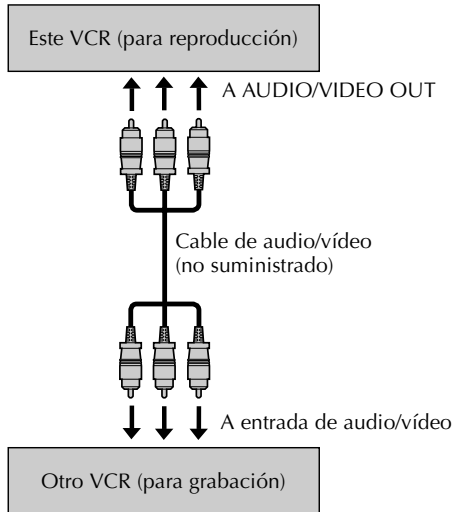 Este VCR (para reproducción)
A AUDIO/VIDEO OUT
Cable de audio/vídeo
(no suministrado)
A entrada de audio/vídeo
Otro VCR (para grabación)